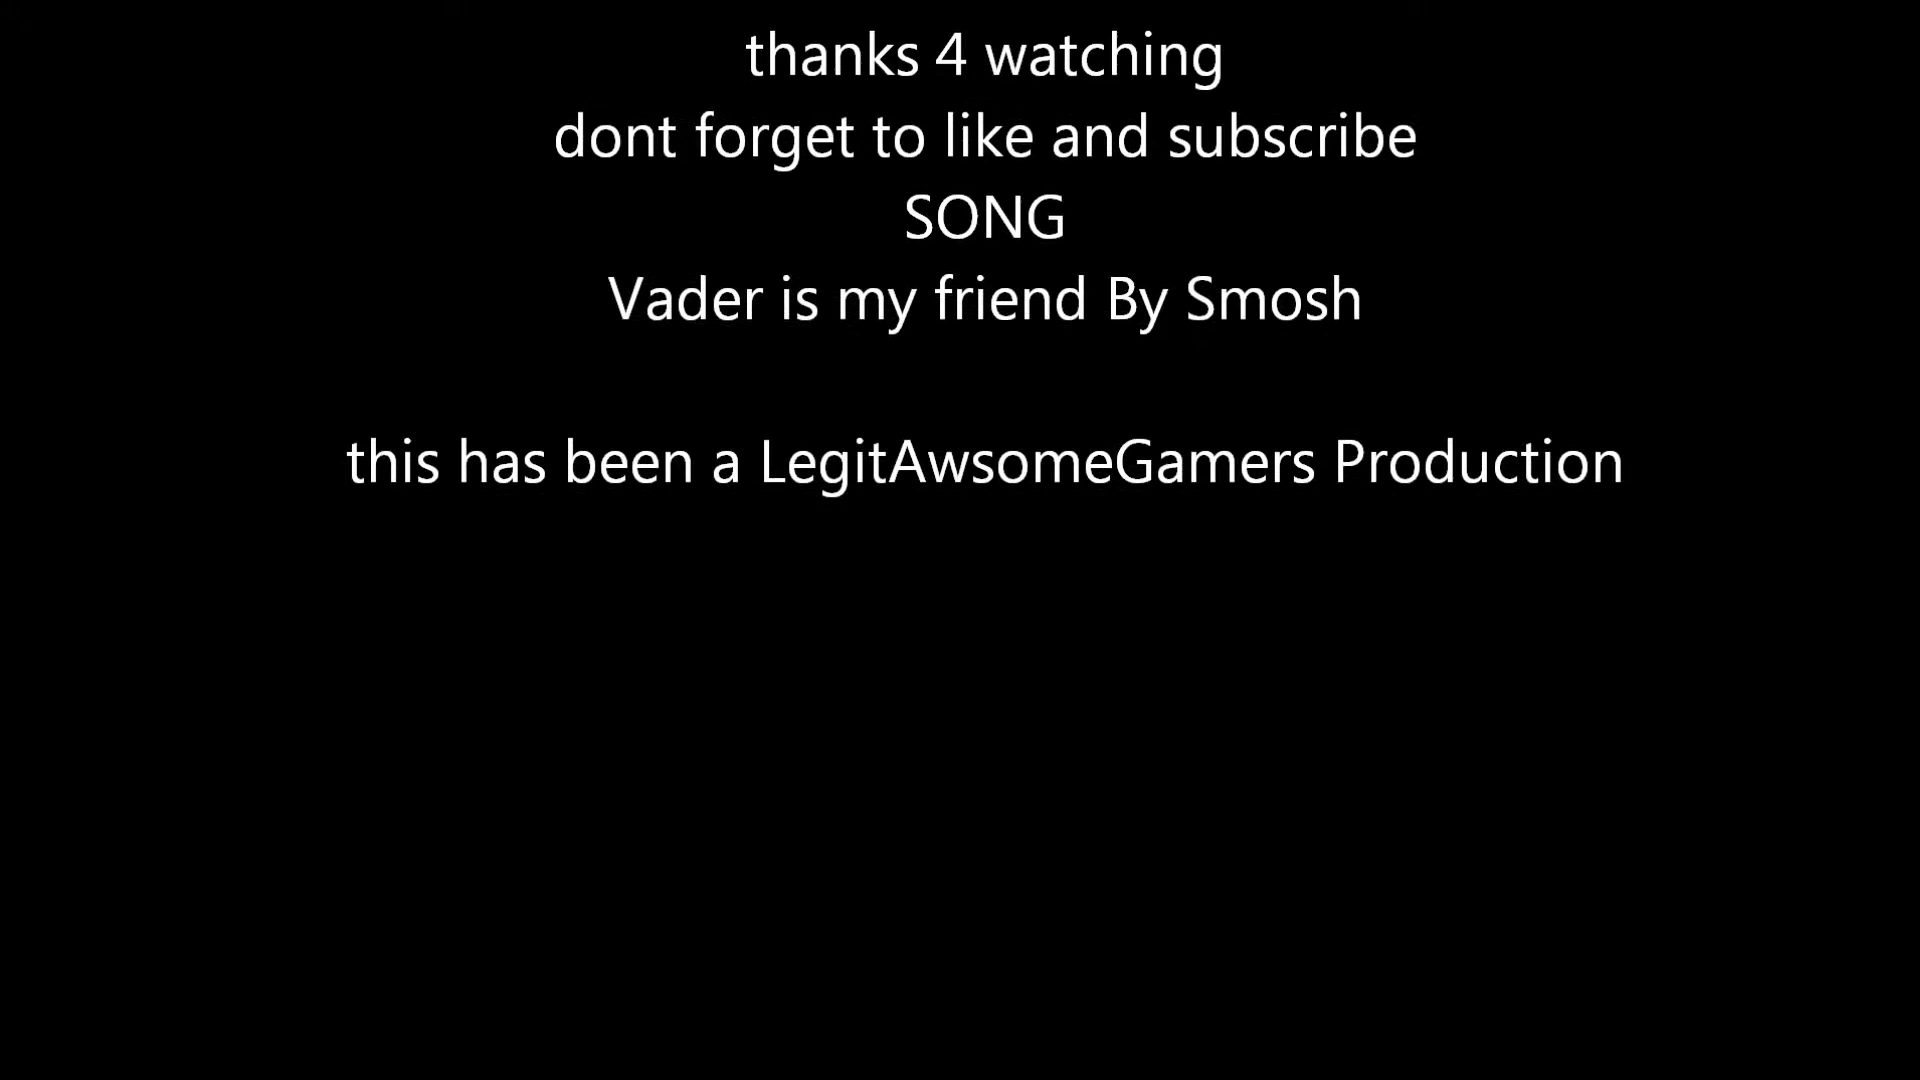 thanks 4 watching
dont forget to like and subscribe
SONG
Vader is my friend By Smosh
this has been a LegitAwsomeGamers Production